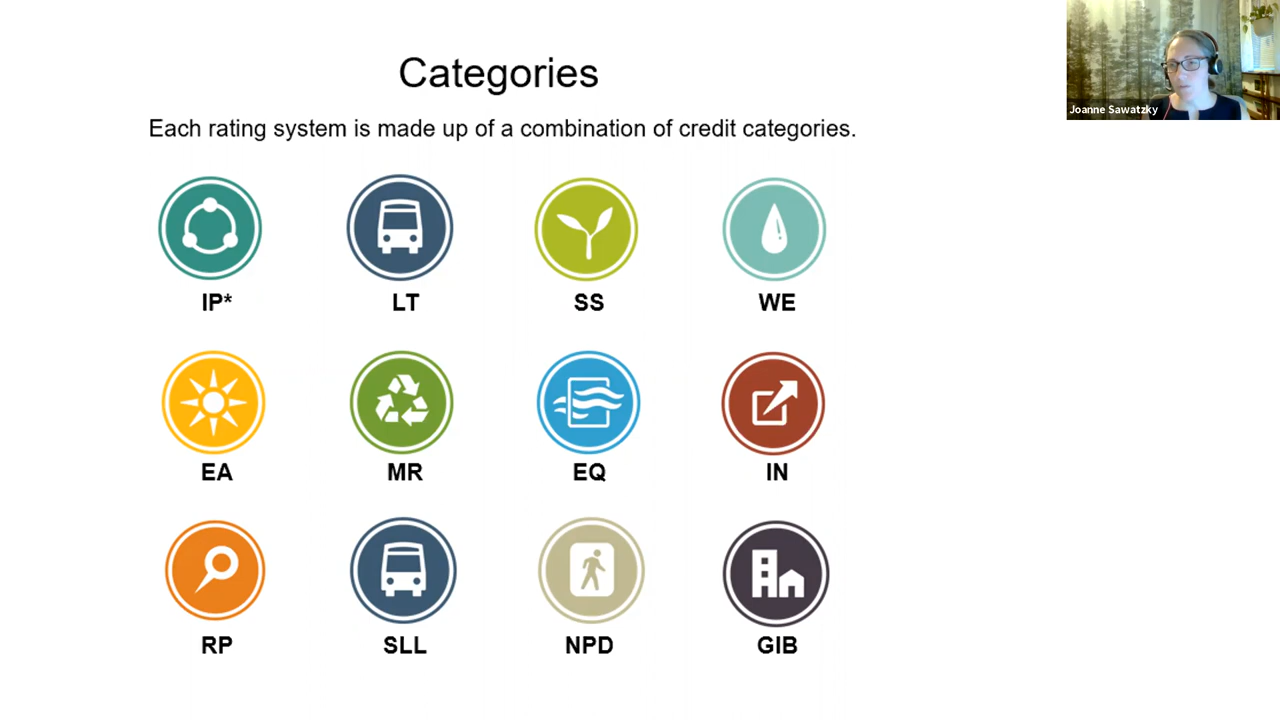 Categories
Joanne Sawatzky
Each rating system is made up of a combination of credit categories.
IP* LT SS WE
EA MR EQ IN
RP SLL NPD GIB